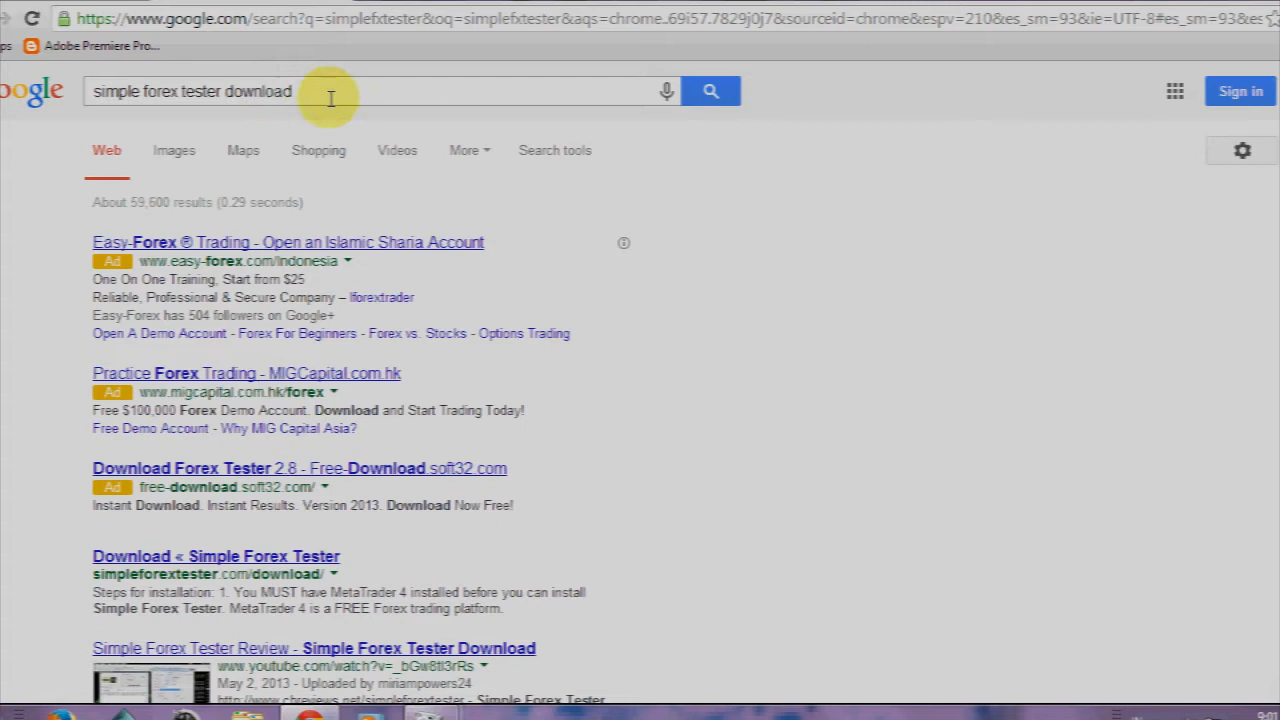 https://www.google.com/search?q=simplefxtester&oq=simplefxtester&aqs=chrome..69i57.7829j0j7&sourceid=chrome&espv=210&es_sm=93&ie=UTF-8#es_sm=93&es
ps Adobe Premiere Pro...
oogle simple forex tester download Sign in
Web Images Maps Shopping Videos More Search tools
About 59,600 results (0.29 seconds)
Easy-Forex ® Trading - Open an Islamic Sharia Account
Ad www.easy-forex.com/Indonesia
One On One Training, Start from $25
Reliable, Professional & Secure Company – Iforextrader
Easy-Forex has 504 followers on Google+
Open A Demo Account - Forex For Beginners - Forex vs. Stocks - Options Trading
Practice Forex Trading - MIGCapital.com.hk
Ad www.migcapital.com.hk/forex
Free $100,000 Forex Demo Account. Download and Start Trading Today!
Free Demo Account - Why MIG Capital Asia?
Download Forex Tester 2.8 - Free-Download.soft32.com
Ad free-download.soft32.com/
Instant Download. Instant Results. Version 2013. Download Now Free!
Download « Simple Forex Tester
simpleforextester.com/download/
Steps for installation: 1. You MUST have MetaTrader 4 installed before you can install
Simple Forex Tester. MetaTrader 4 is a FREE Forex trading platform.
Simple Forex Tester Review - Simple Forex Tester Download
www.youtube.com/watch?v=_bGw8tl3rRs
May 2, 2013 - Uploaded by miriampowers24
http://www.cbreviews.net/simpleforextester - Simple Forex Tester